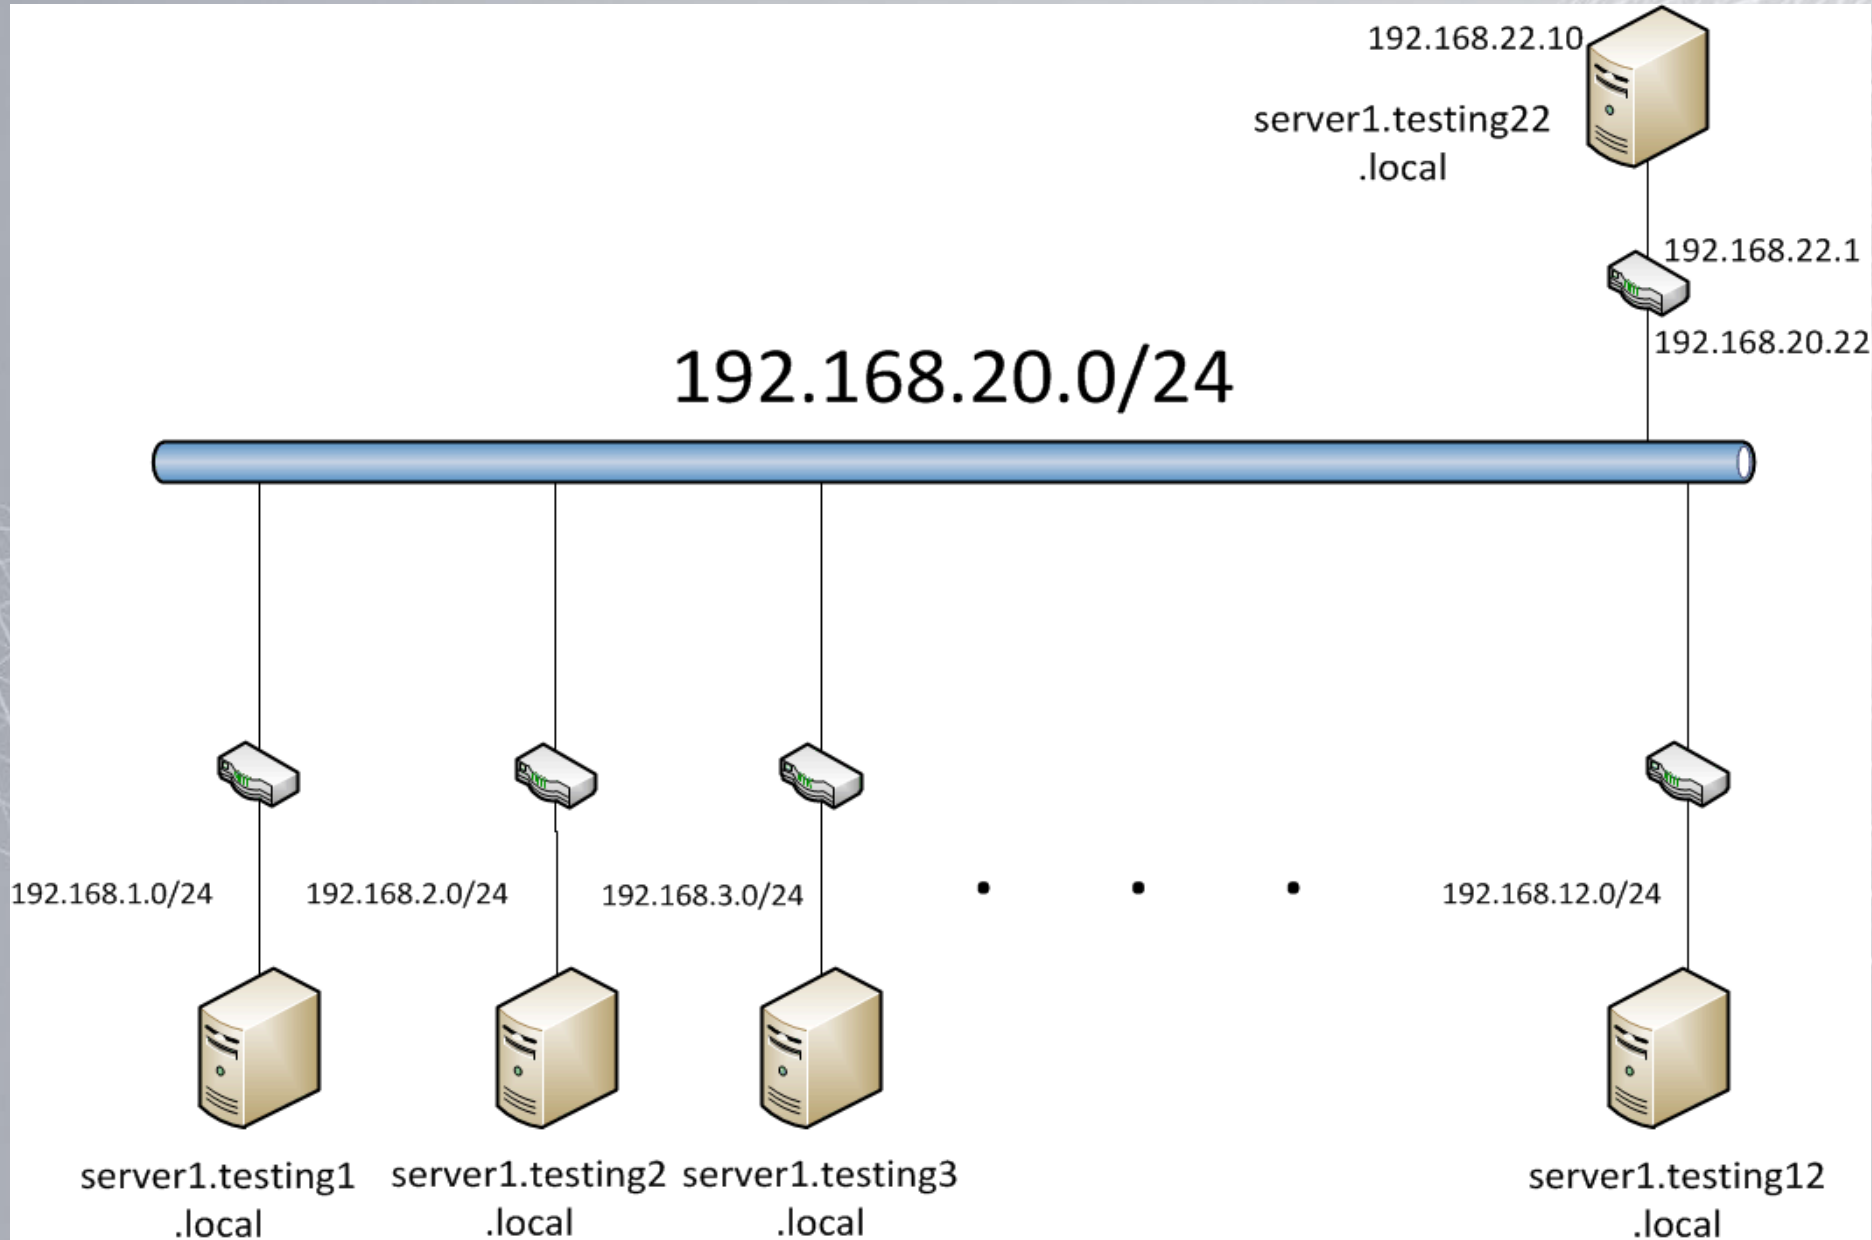 192.168.22.10
server1.testing22
.local
192.168.22.1
192.168.20.22
192.168.20.0/24
192.168.1.0/24
192.168.2.0/24
192.168.3.0/24
192.168.12.0/24
server1.testing1
.local
server1.testing2
.local
server1.testing3
.local
server1.testing12
.local